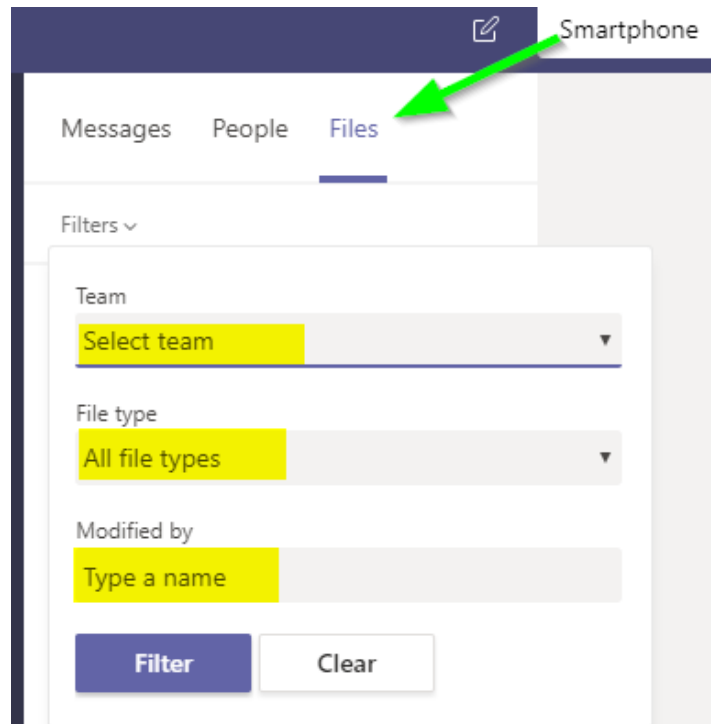 Smartphone
Messages People Files
Filters
Team
Select team
File type
All file types
Modified by
Type a name
Filter Clear